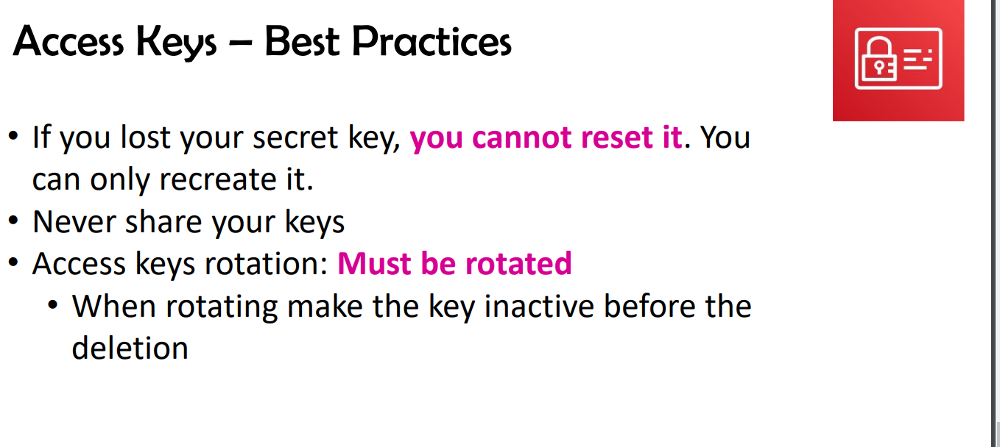 Access Keys – Best Practices
• If you lost your secret key, you cannot reset it. You
can only recreate it.
• Never share your keys
• Access keys rotation: Must be rotated
• When rotating make the key inactive before the
deletion